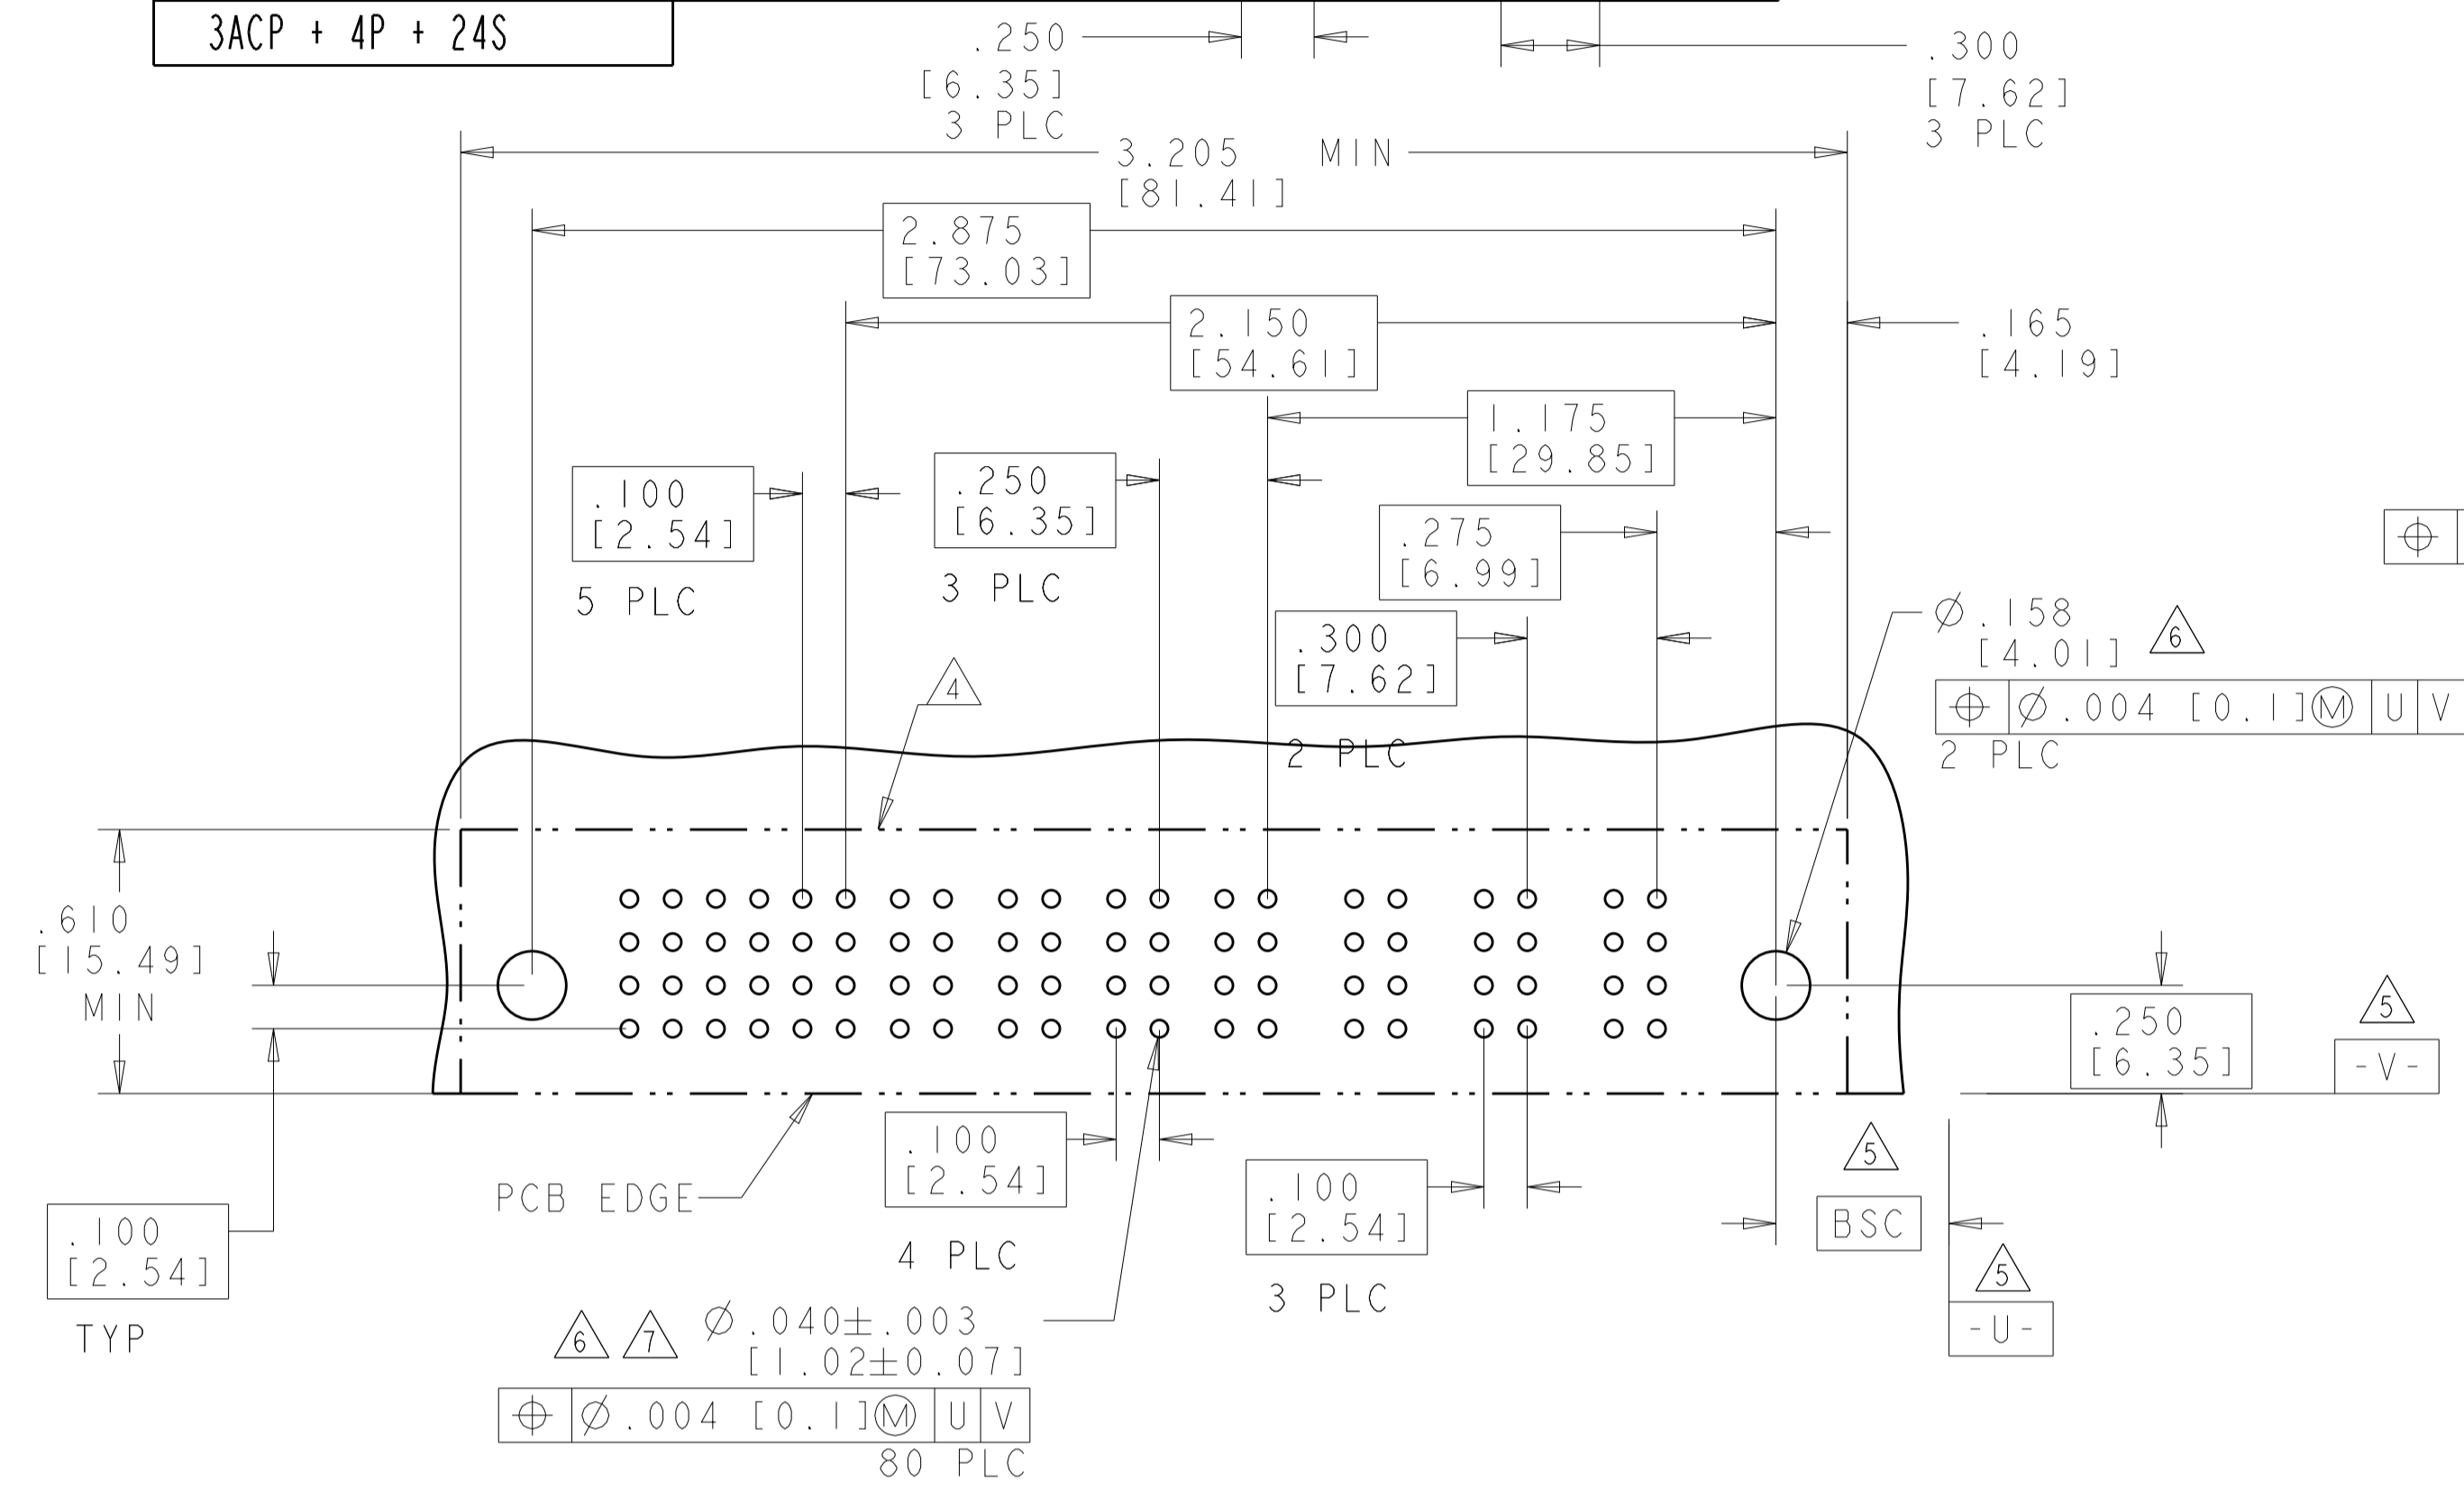 3ACP + 4P + 24S
.250
[6.35]
3 PLC
.300
[7.62]
3 PLC
3.205 MIN
[81.41]
2.875
[73.03]
2.150
[54.61]
.165
[4.19]
1.175
[29.85]
.100
[2.54]
5 PLC
.250
[6.35]
3 PLC
.275
[6.99]
.300
[7.62]
2 PLC
4
Ø.158
[4.01]
6
Ø.004 [0.1]Ⓜ U V
2 PLC
.610
[15.49]
MIN
.250
[6.35]
5
-V-
.100
[2.54]
4 PLC
PCB EDGE
.100
[2.54]
3 PLC
5
BSC
5
-U-
.100
[2.54]
TYP
6 7 Ø.040±.003
[1.02±0.07]
Ø.004 [0.1]Ⓜ U V
80 PLC